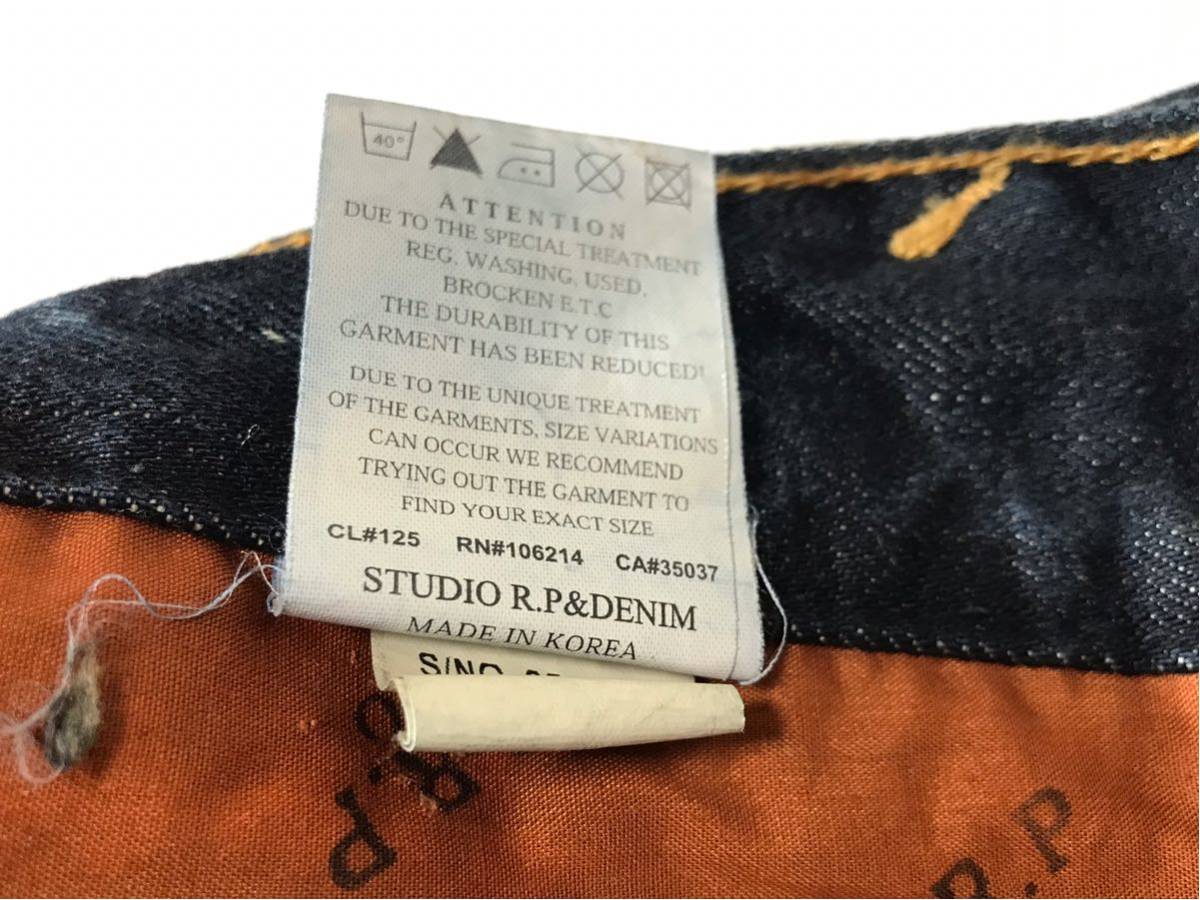 40°
ATTENTION
DUE TO THE SPECIAL TREATMENT
REG. WASHING, USED,
BROCKEN E.T.C
THE DURABILITY OF THIS
GARMENT HAS BEEN REDUCED!
DUE TO THE UNIQUE TREATMENT
OF THE GARMENTS, SIZE VARIATIONS
CAN OCCUR WE RECOMMEND
TRYING OUT THE GARMENT TO
FIND YOUR EXACT SIZE
CL#125 RN#106214 CA#35037
STUDIO R.P&DENIM
MADE IN KOREA
S/NO
R.P
R.P